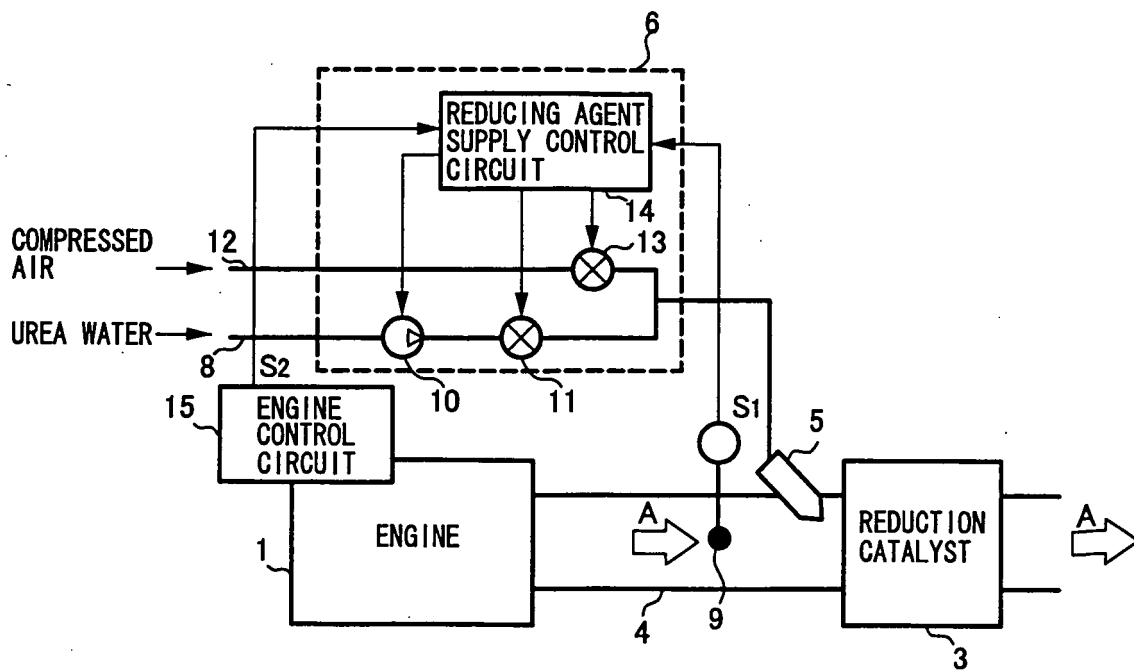 6
REDUCING AGENT
SUPPLY CONTROL
CIRCUIT
14
13
COMPRESSED
AIR
12
UREA WATER
8
S2
10
11
S1
15
ENGINE
CONTROL
CIRCUIT
5
ENGINE
1
A
9
4
REDUCTION
CATALYST
A
3